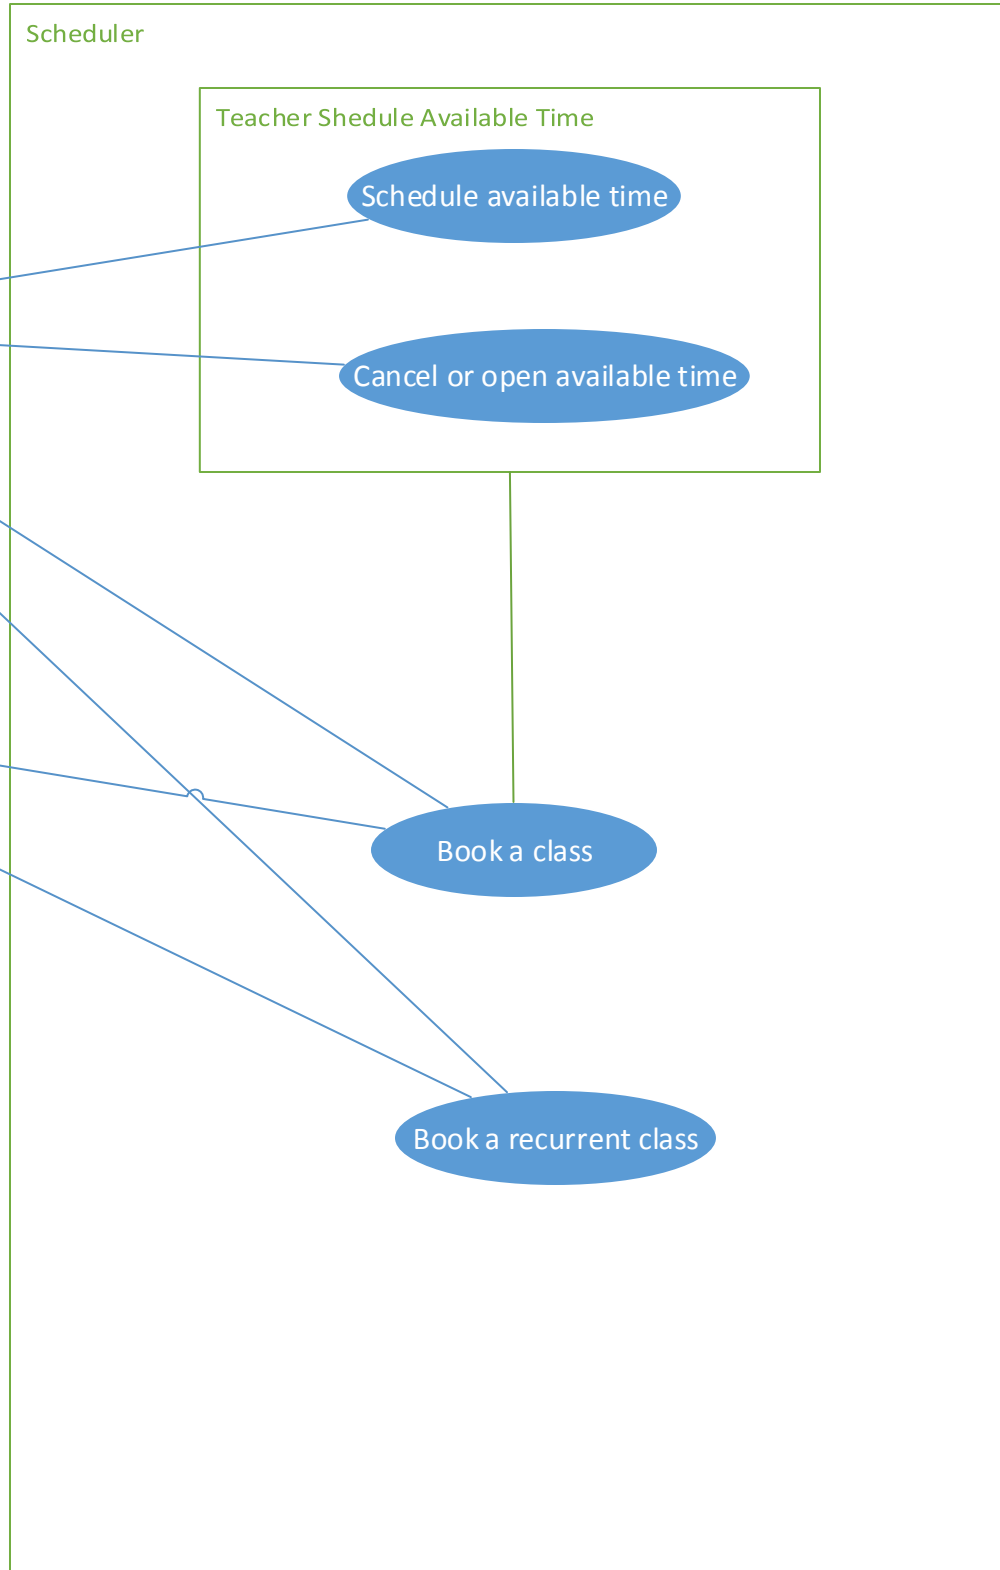 Scheduler
Teacher Shedule Available Time
Schedule available time
Cancel or open available time
Book a class
Book a recurrent class